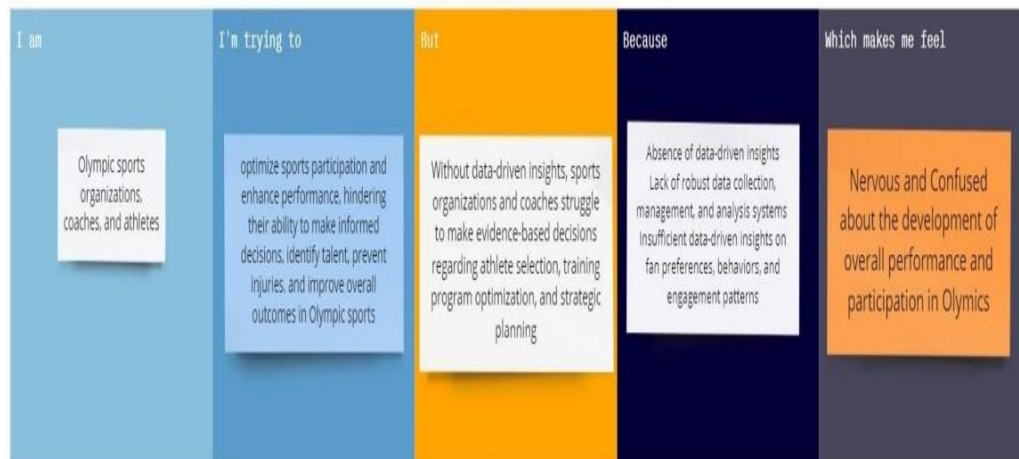 I am
Olympic sports
organizations,
coaches, and athletes
I'm trying to
optimize sports participation and
enhance performance, hindering
their ability to make informed
decisions, identify talent, prevent
injuries, and improve overall
outcomes in Olympic sports
But
Without data-driven insights, sports
organizations and coaches struggle
to make evidence-based decisions
regarding athlete selection, training
program optimization, and strategic
planning
Because
Absence of data-driven insights
Lack of robust data collection,
management, and analysis systems
Insufficient data-driven insights on
fan preferences, behaviors, and
engagement patterns
Which makes me feel
Nervous and Confused
about the development of
overall performance and
participation in Olymics